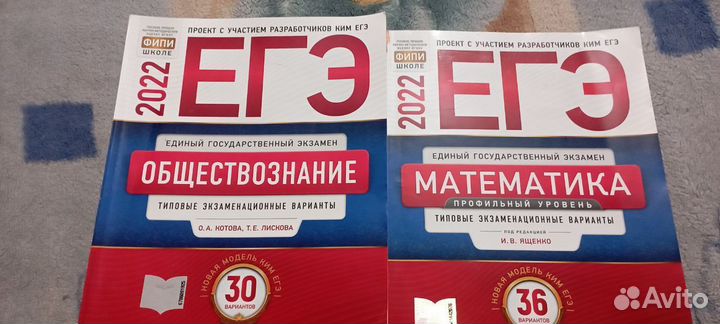 ПРОЕКТ С УЧАСТИЕМ РАЗРАБОТЧИКОВ КИМ ЕГЭ
ФИПИ
ШКОЛЕ
2022
ЕГЭ
ЕДИНЫЙ ГОСУДАРСТВЕННЫЙ ЭКЗАМЕН
ОБЩЕСТВОЗНАНИЕ
ТИПОВЫЕ ЭКЗАМЕНАЦИОННЫЕ ВАРИАНТЫ
О.А. КОТОВА, Т.Е. ЛИСКОВА
НОВАЯ МОДЕЛЬ КИМ ЕГЭ
30
ВАРИАНТОВ
ПРОЕКТ С УЧАСТИЕМ РАЗРАБОТЧИКОВ КИМ ЕГЭ
ФИПИ
ШКОЛЕ
2022
ЕГЭ
ЕДИНЫЙ ГОСУДАРСТВЕННЫЙ ЭКЗАМЕН
МАТЕМАТИКА
ПРОФИЛЬНЫЙ УРОВЕНЬ
ТИПОВЫЕ ЭКЗАМЕНАЦИОННЫЕ ВАРИАНТЫ
ПОД РЕДАКЦИЕЙ
И.В. ЯЩЕНКО
НОВАЯ МОДЕЛЬ КИМ ЕГЭ
36
ВАРИАНТОВ
Avito